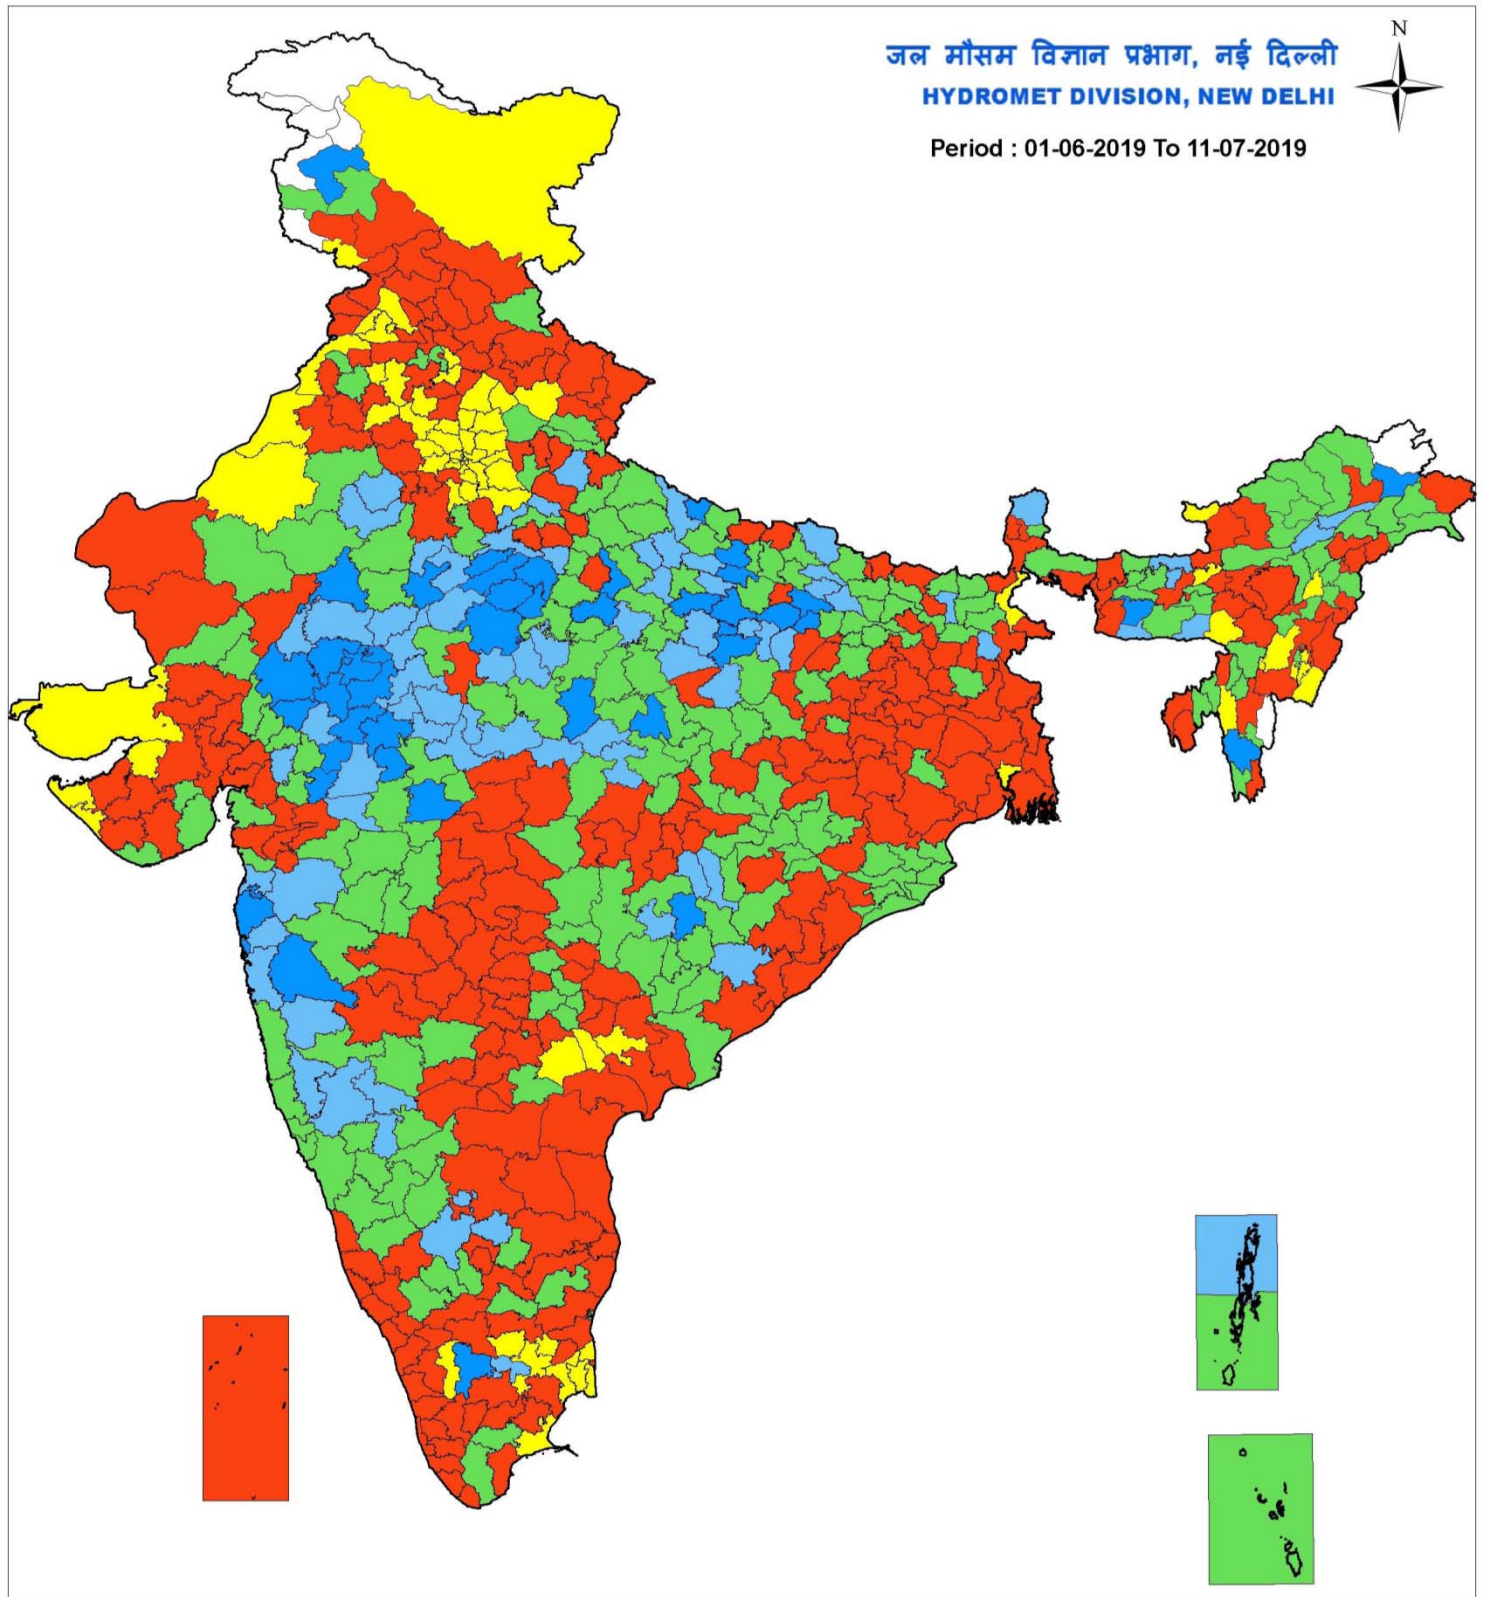 जल मौसम विज्ञान प्रभाग, नई दिल्ली
HYDROMET DIVISION, NEW DELHI
Period : 01-06-2019 To 11-07-2019
N